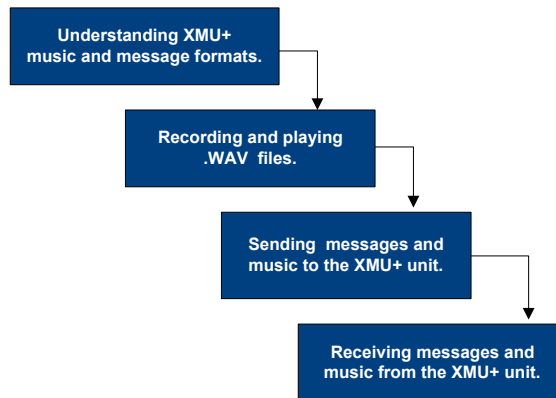 Understanding XMU+
music and message formats.
Recording and playing
.WAV files.
Sending messages and
music to the XMU+ unit.
Receiving messages and
music from the XMU+ unit.